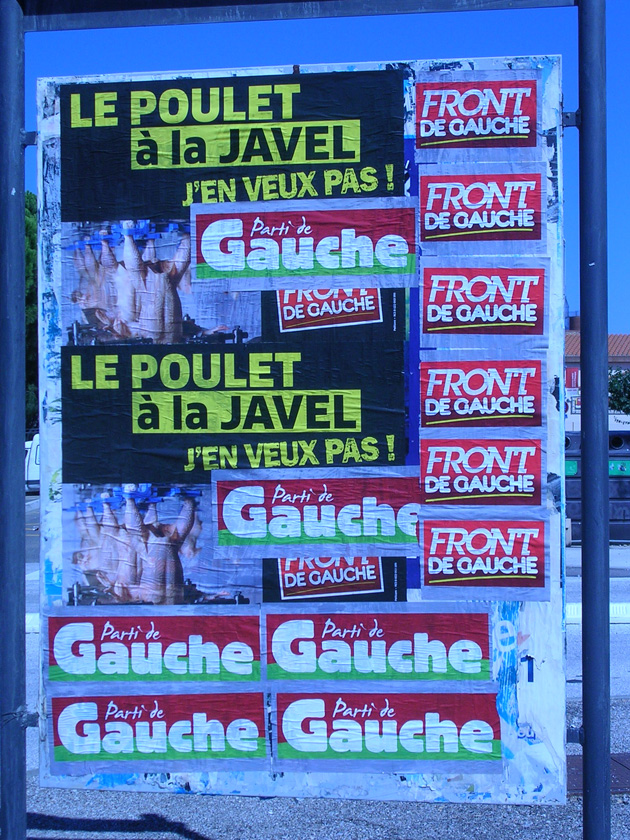 LE POULET
à la JAVEL
J'EN VEUX PAS !
Parti de
Gauche
FRONT
DE GAUCHE
LE POULET
à la JAVEL
J'EN VEUX PAS !
Parti de
Gauche
FRONT
DE GAUCHE
Parti de
Gauche
Parti de
Gauche
Parti de
Gauche
Parti de
Gauche
FRONT
DE GAUCHE
FRONT
DE GAUCHE
FRONT
DE GAUCHE
FRONT
DE GAUCHE
FRONT
DE GAUCHE
FRONT
DE GAUCHE